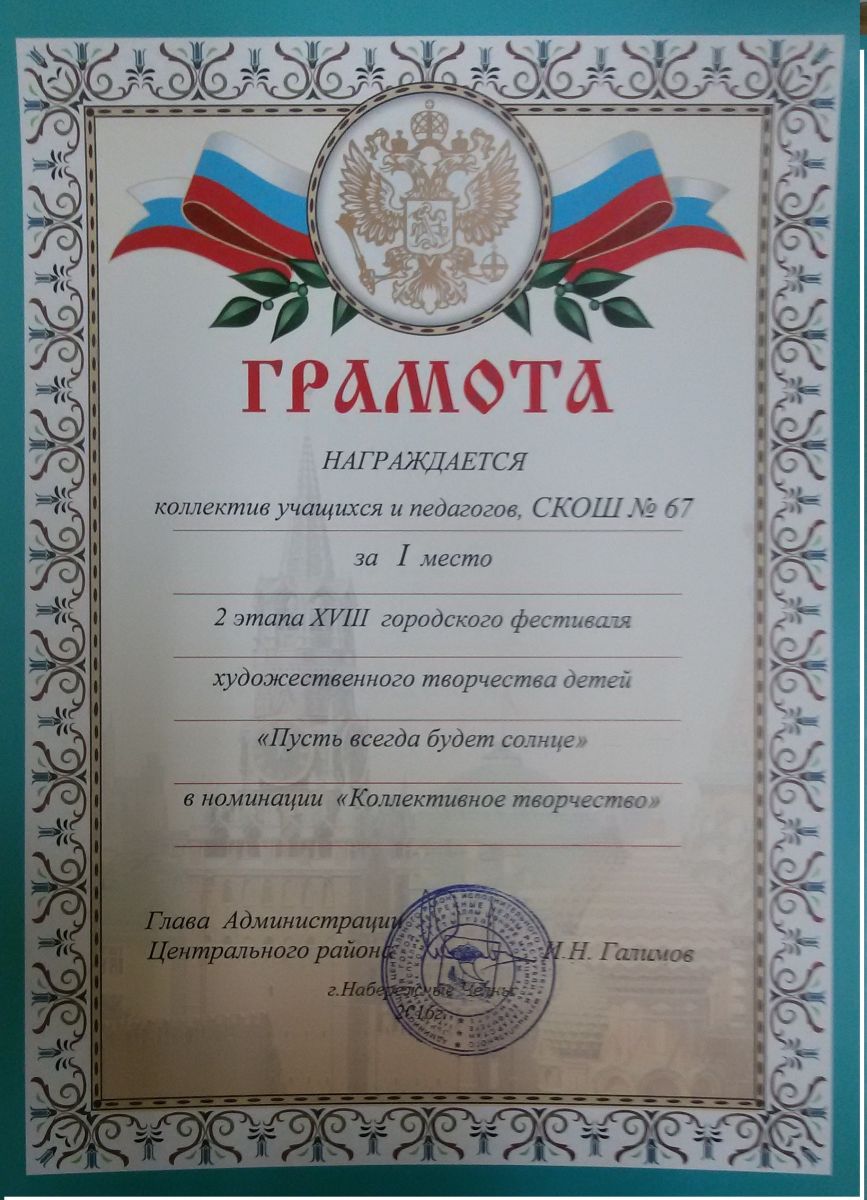 ГРАМОТА
НАГРАЖДАЕТСЯ
коллектив учащихся и педагогов, СКОШ № 67
за I место
2 этапа XVIII городского фестиваля
художественного творчества детей
«Пусть всегда будет солнце»
в номинации «Коллективное творчество»
Глава Администрации
Центрального района И.Н. Галимов
г.Набережные Челны
2016г.